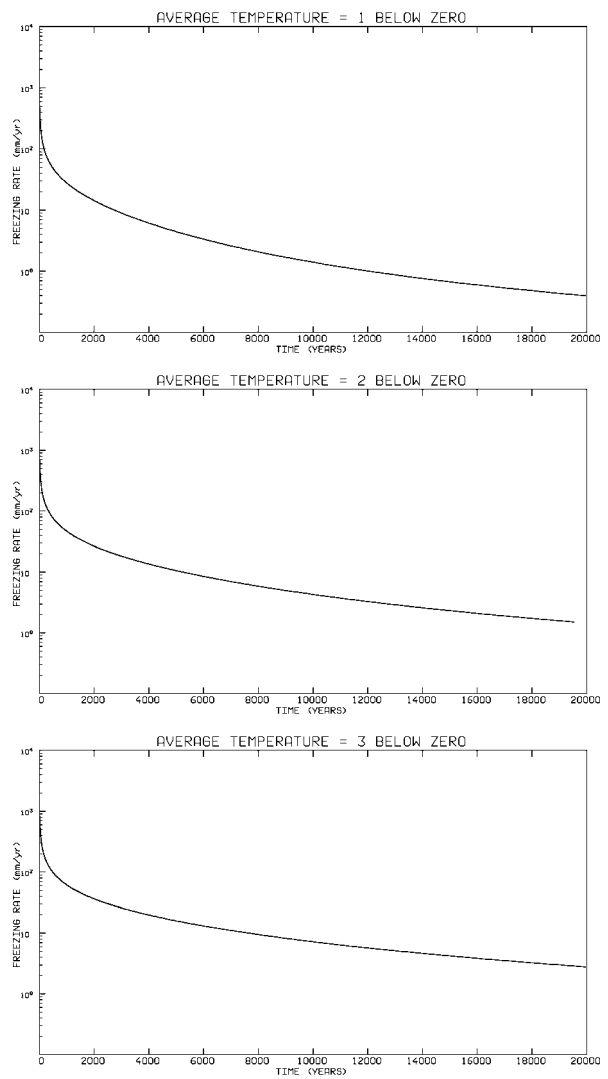 AVERAGE TEMPERATURE = 1 BELOW ZERO
10⁴
10³
10²
10
10⁰
FREEZING RATE (mm/yr)
0 2000 4000 6000 8000 10000 12000 14000 16000 18000 20000
TIME (YEARS)
AVERAGE TEMPERATURE = 2 BELOW ZERO
10⁴
10³
10²
10
10⁰
FREEZING RATE (mm/yr)
0 2000 4000 6000 8000 10000 12000 14000 16000 18000 20000
TIME (YEARS)
AVERAGE TEMPERATURE = 3 BELOW ZERO
10⁴
10³
10²
10
10⁰
FREEZING RATE (mm/yr)
0 2000 4000 6000 8000 10000 12000 14000 16000 18000 20000
TIME (YEARS)